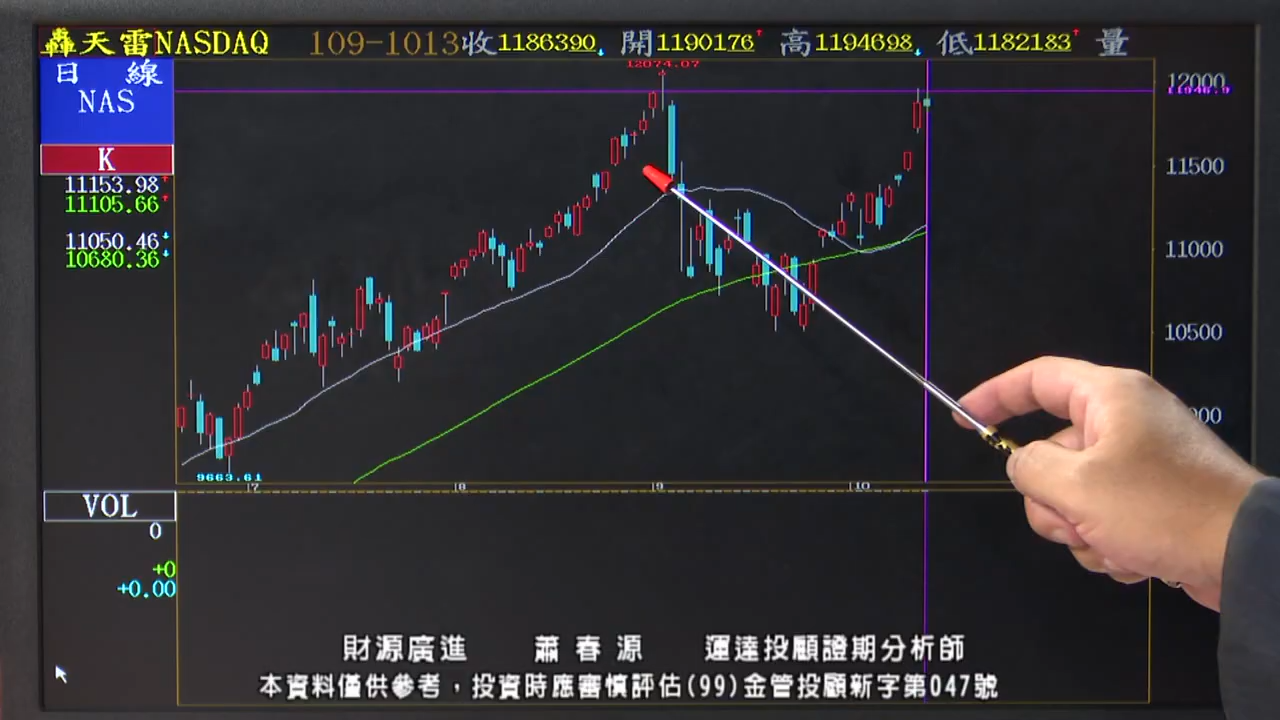 轟天雷NASDAQ 109-1013收1186390 開1190176 高1194698 低1182183 量
日 線
NAS
K
11153.98
11105.66
11050.46
10680.36
12074.07
12000
11946.9
11500
11000
10500
9663.61
7 8 9 10
VOL
0
+0
+0.00
財源廣進 蕭春源 運達投顧證期分析師
本資料僅供參考，投資時應審慎評估(99)金管投顧新字第047號